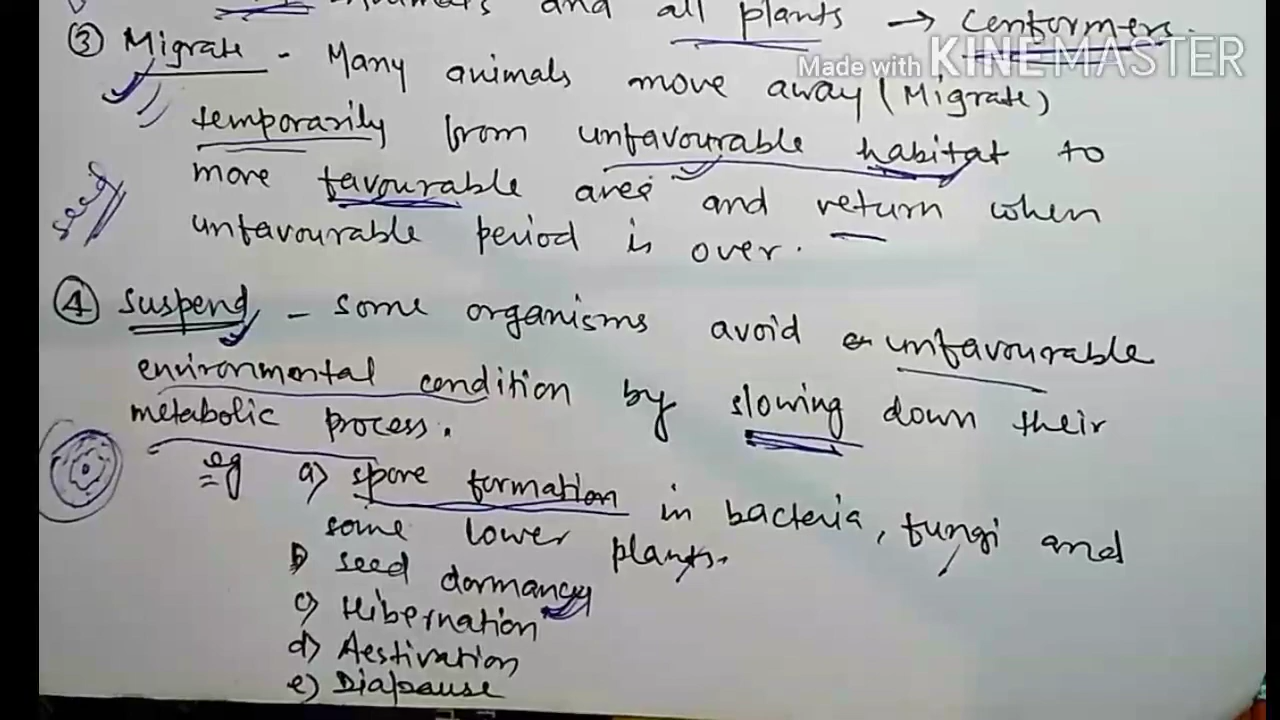 and all plants → Conformers.
Made with KINEMASTER
③ Migrate - Many animals move away (Migrate)
temporarily from unfavourable habitat to
more favourable area and return when
unfavourable period is over.
④ Suspend - some organisms avoid unfavourable
environmental condition by slowing down their
metabolic process.
eg a) spore formation in bacteria, fungi and
some lower plants.
b) seed dormancy
c) Hibernation
d) Aestivation
e) Diapause